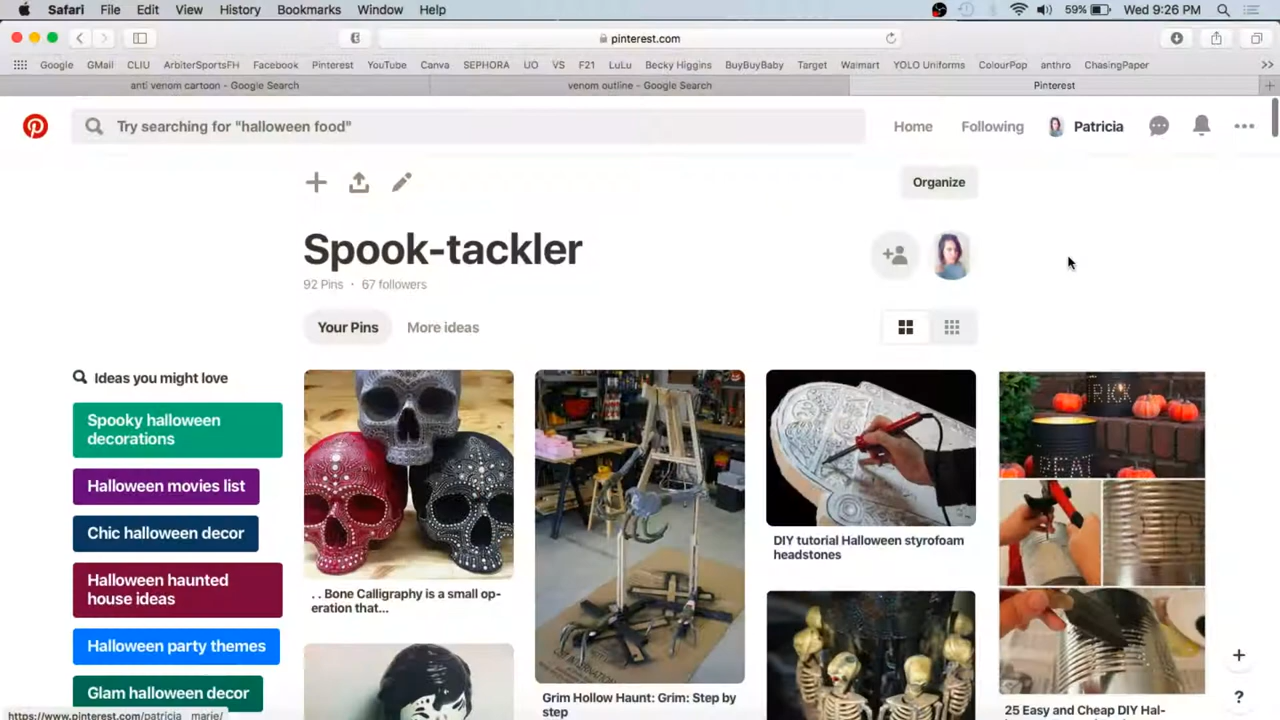 Safari File Edit View History Bookmarks Window Help 59% Wed 9:26 PM
pinterest.com
Google GMail CLIU ArbiterSportsFH Facebook Pinterest YouTube Canva SEPHORA UO VS F21 LuLu Becky Higgins BuyBuyBaby Target Walmart YOLO Uniforms ColourPop anthro ChasingPaper >>
anti venom cartoon - Google Search venom outline - Google Search Pinterest
Try searching for "halloween food" Home Following Patricia
Organize
Spook-tackler
92 Pins · 67 followers
Your Pins More ideas
Ideas you might love
Spooky halloween
decorations
Halloween movies list
Chic halloween decor
Halloween haunted
house ideas
Halloween party themes
Glam halloween decor
. . Bone Calligraphy is a small op-
eration that...
Grim Hollow Haunt: Grim: Step by
step
DIY tutorial Halloween styrofoam
headstones
TRICK
TREAT
25 Easy and Cheap DIY Hal-
?
https://www.pinterest.com/patricia__marie/